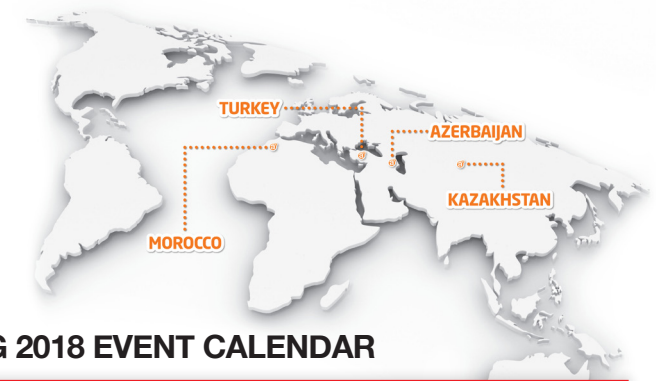 TURKEY
AZERBAIJAN
KAZAKHSTAN
MOROCCO
G 2018 EVENT CALENDAR